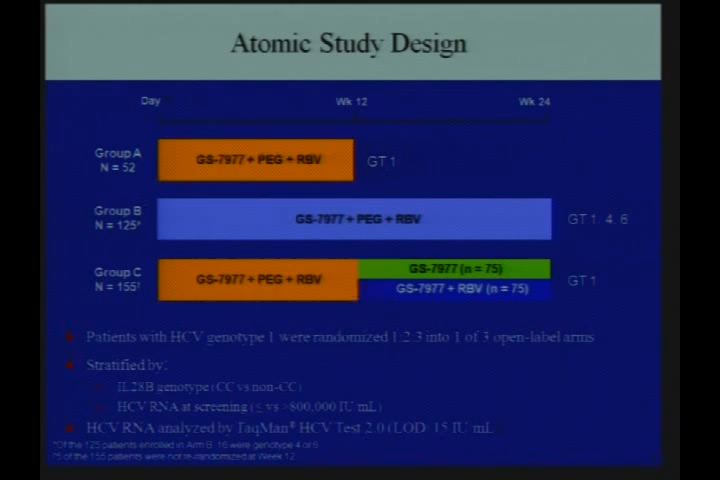 Atomic Study Design
Day Wk 12 Wk 24
Group A
N = 52
GS-7977 + PEG + RBV
GT 1
Group B
N = 125*
GS-7977 + PEG + RBV
GT 1, 4, 6
Group C
N = 155†
GS-7977 + PEG + RBV
GS-7977 (n = 75)
GS-7977 + RBV (n = 75)
GT 1
Patients with HCV genotype 1 were randomized 1:2:3 into 1 of 3 open-label arms
Stratified by:
IL28B genotype (CC vs non-CC)
HCV RNA at screening (≤ vs >800,000 IU/mL)
HCV RNA analyzed by TaqMan® HCV Test 2.0 (LOD: 15 IU/mL
*Of the 125 patients enrolled in Arm B, 16 were genotype 4 or 6
†5 of the 155 patients were not re-randomized at Week 12